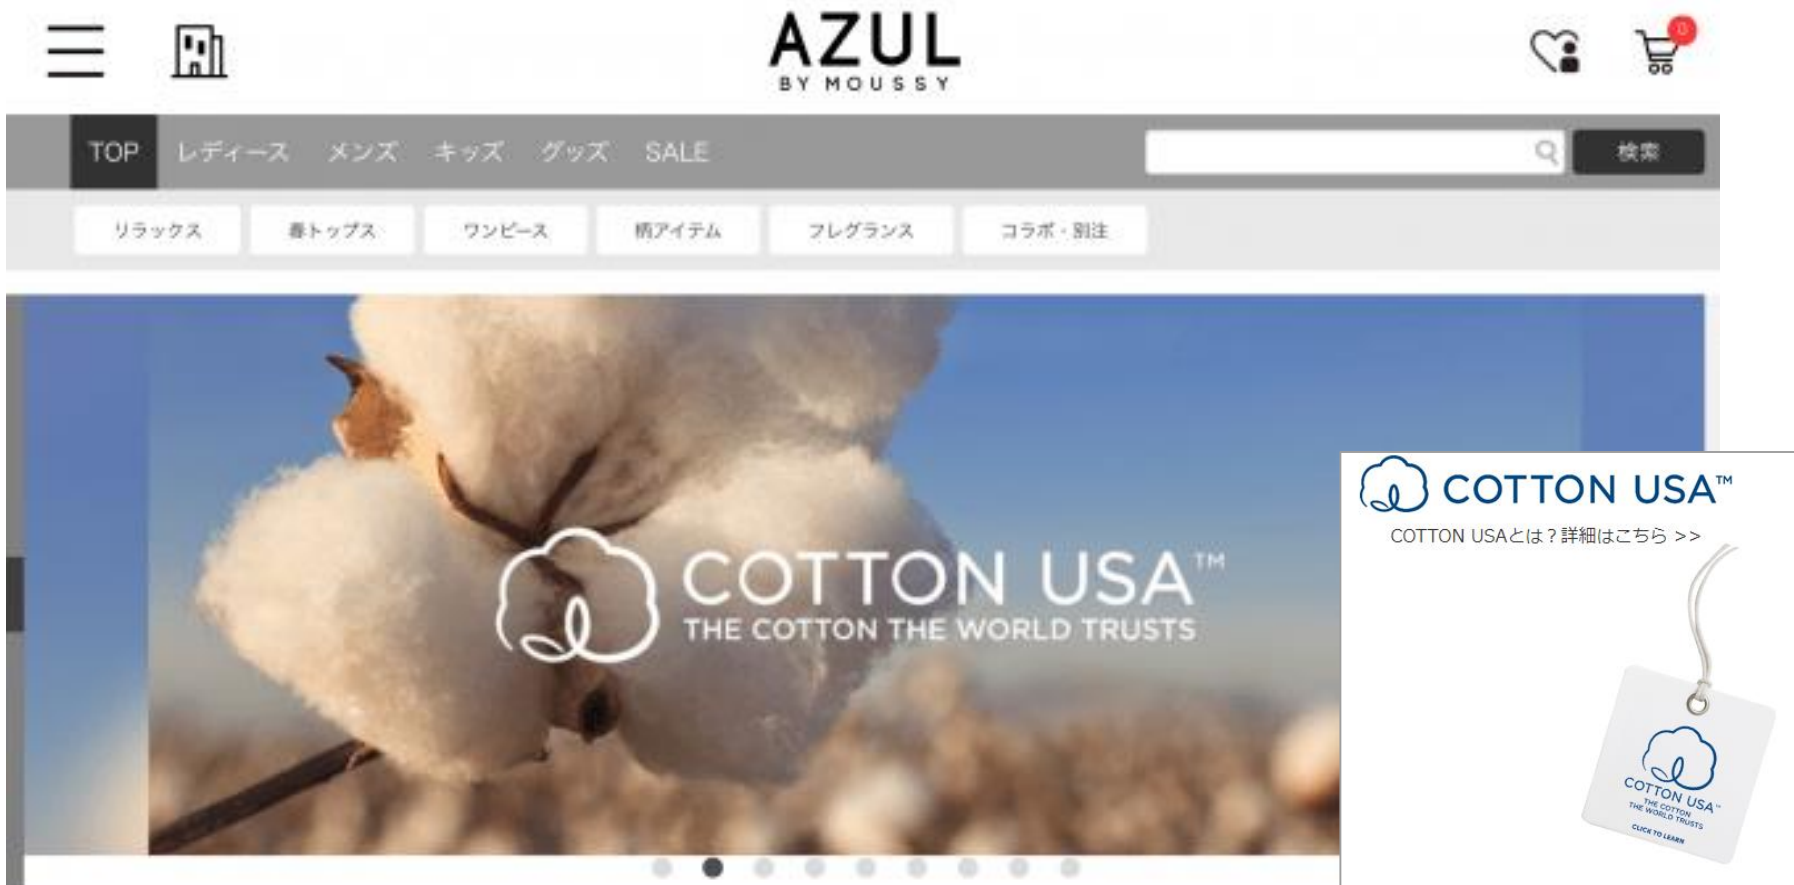 AZUL
BY MOUSSY
0
TOP レディース メンズ キッズ グッズ SALE 検索
リラックス 春トップス ワンピース 柄アイテム フレグランス コラボ・別注
COTTON USA™
THE COTTON THE WORLD TRUSTS
COTTON USA™
COTTON USAとは？詳細はこちら >>
COTTON USA™
THE COTTON
THE WORLD TRUSTS
CLICK TO LEARN